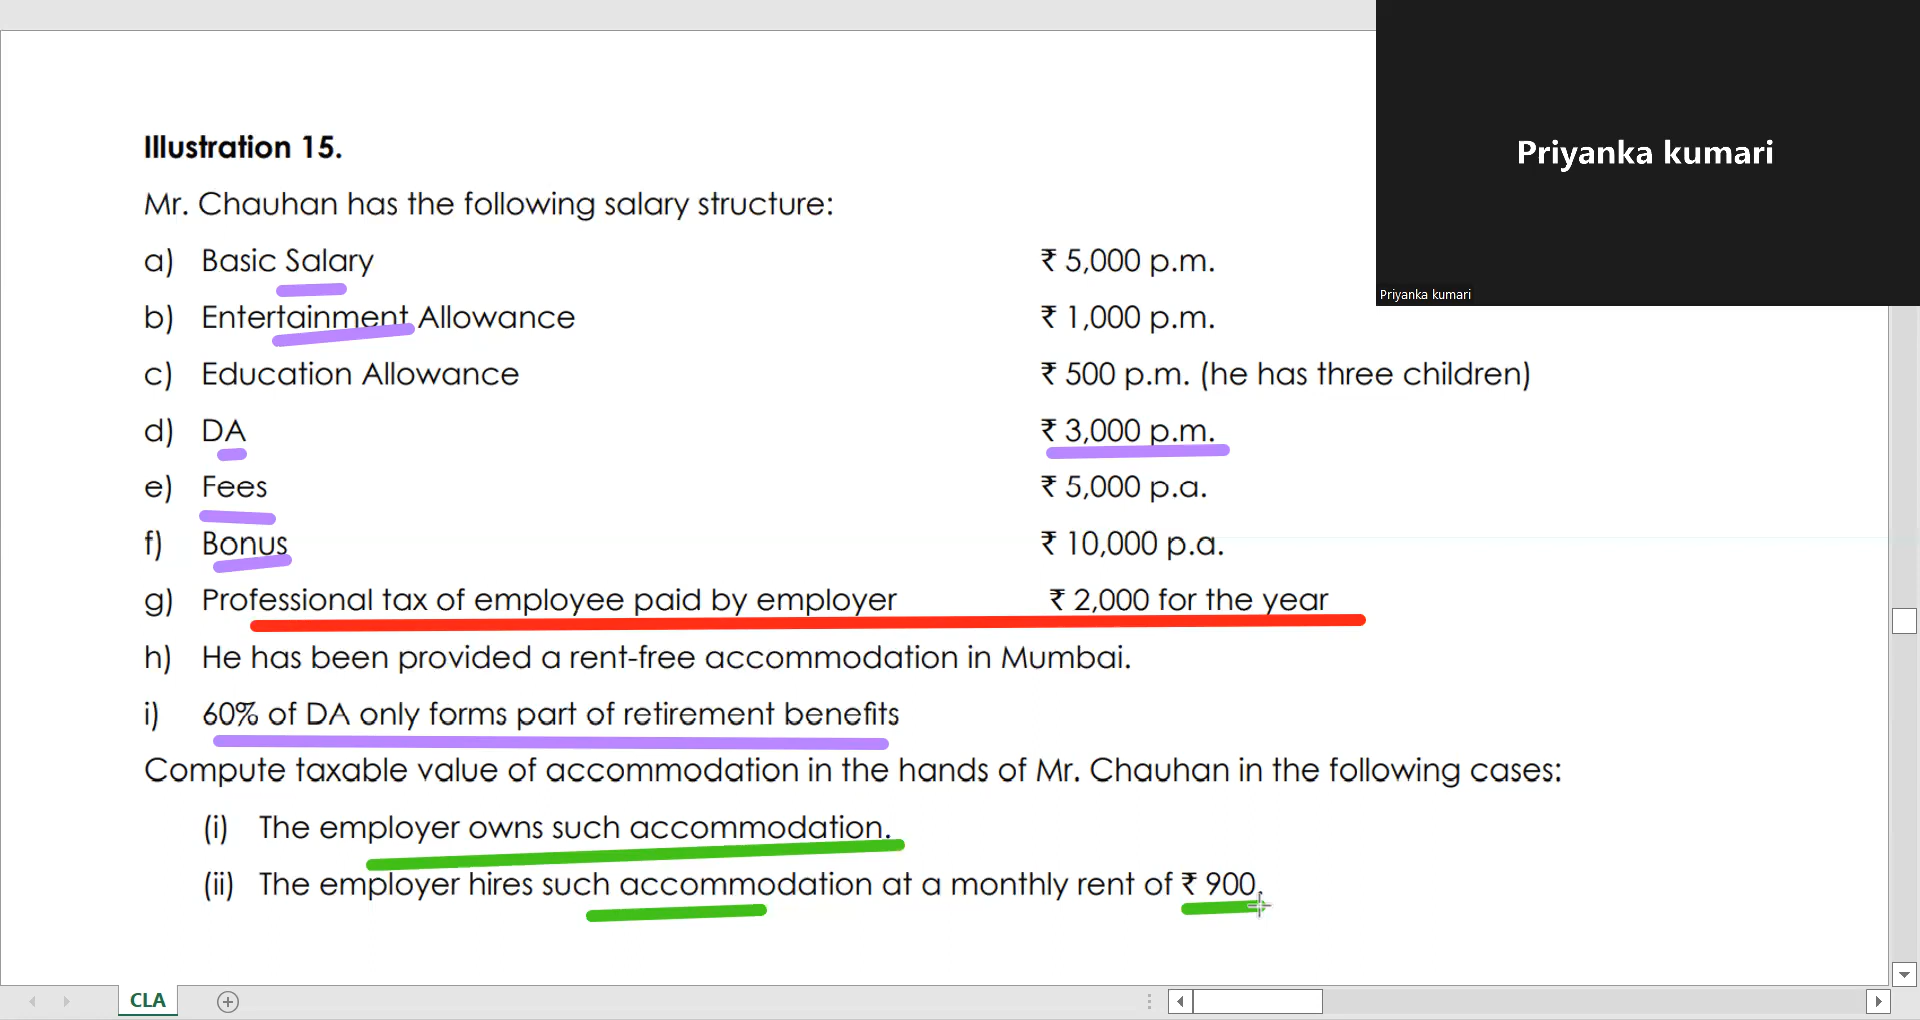 Priyanka kumari
Priyanka kumari
Illustration 15.
Mr. Chauhan has the following salary structure:
a) Basic Salary ₹ 5,000 p.m.
b) Entertainment Allowance ₹ 1,000 p.m.
c) Education Allowance ₹ 500 p.m. (he has three children)
d) DA ₹ 3,000 p.m.
e) Fees ₹ 5,000 p.a.
f) Bonus ₹ 10,000 p.a.
g) Professional tax of employee paid by employer ₹ 2,000 for the year
h) He has been provided a rent-free accommodation in Mumbai.
i) 60% of DA only forms part of retirement benefits
Compute taxable value of accommodation in the hands of Mr. Chauhan in the following cases:
(i) The employer owns such accommodation.
(ii) The employer hires such accommodation at a monthly rent of ₹ 900.
CLA